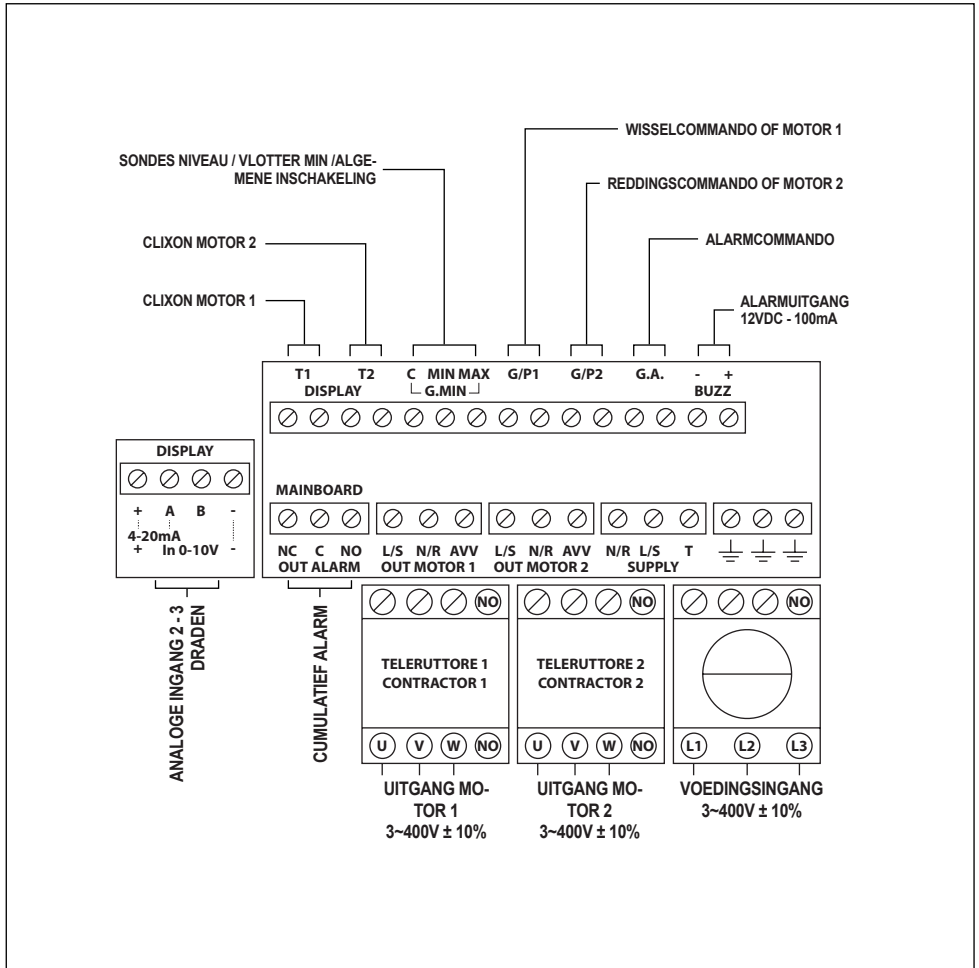 WISSELCOMMANDO OF MOTOR 1
SONDES NIVEAU / VLOTTER MIN /ALGE-
MENE INSCHAKELING
REDDINGSCOMMANDO OF MOTOR 2
CLIXON MOTOR 2
ALARMCOMMANDO
CLIXON MOTOR 1
ALARMUITGANG
12VDC - 100mA
T1 T2 C MIN MAX G/P1 G/P2 G.A. - +
DISPLAY G.MIN BUZZ
DISPLAY
+ A B -
4-20mA
+ In 0-10V -
ANALOGE INGANG 2 - 3
DRADEN
MAINBOARD
NC C NO L/S N/R AVV L/S N/R AVV N/R L/S T
OUT ALARM OUT MOTOR 1 OUT MOTOR 2 SUPPLY
CUMULATIEF ALARM
NO NO NO
TELERUTTORE 1
CONTRACTOR 1
TELERUTTORE 2
CONTRACTOR 2
U V W NO U V W NO L1 L2 L3
UITGANG MO-
TOR 1
3~400V ± 10%
UITGANG MO-
TOR 2
3~400V ± 10%
VOEDINGSINGANG
3~400V ± 10%